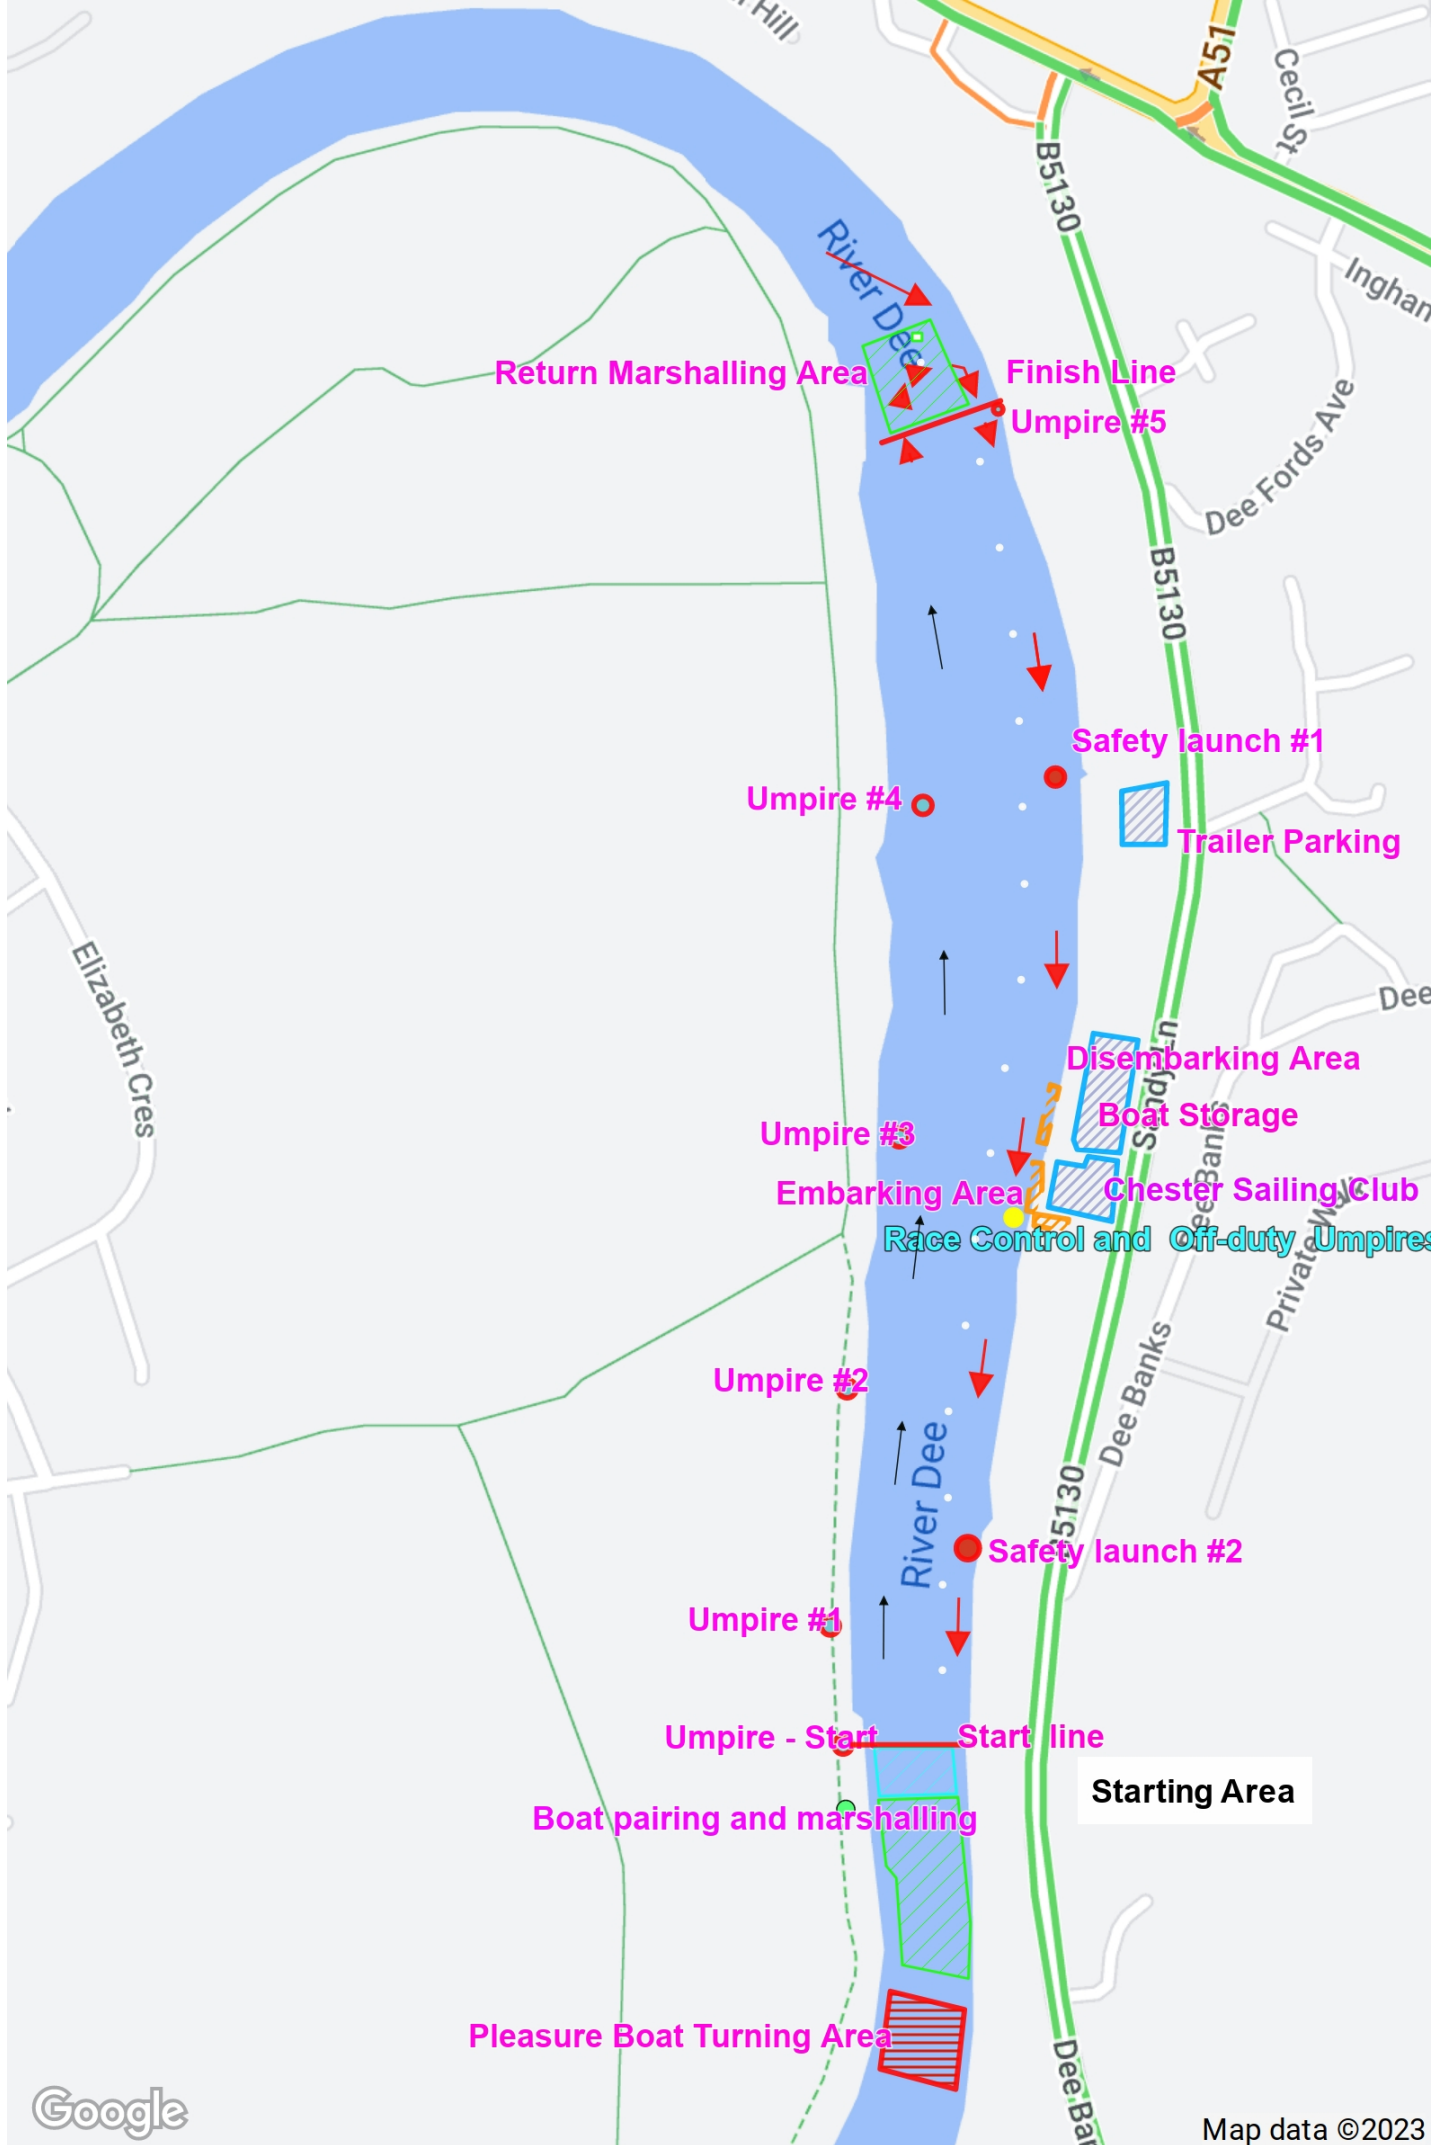 Hill
A51
Cecil St
B5130
River Dee
Return Marshalling Area
Finish Line
Umpire #5
Dee Fords Ave
B5130
Safety launch #1
Umpire #4
Trailer Parking
Elizabeth Cres
Dee
Disembarking Area
Sandy Ln
Boat Storage
Umpire #3
Embarking Area
Chester Sailing Club
Race Control and Off-duty Umpires
Dee Banks
Private Walk
Umpire #2
Dee Banks
River Dee
B5130
Safety launch #2
Umpire #1
Umpire - Start
Start line
Starting Area
Boat pairing and marshalling
Pleasure Boat Turning Area
Google
Map data ©2023